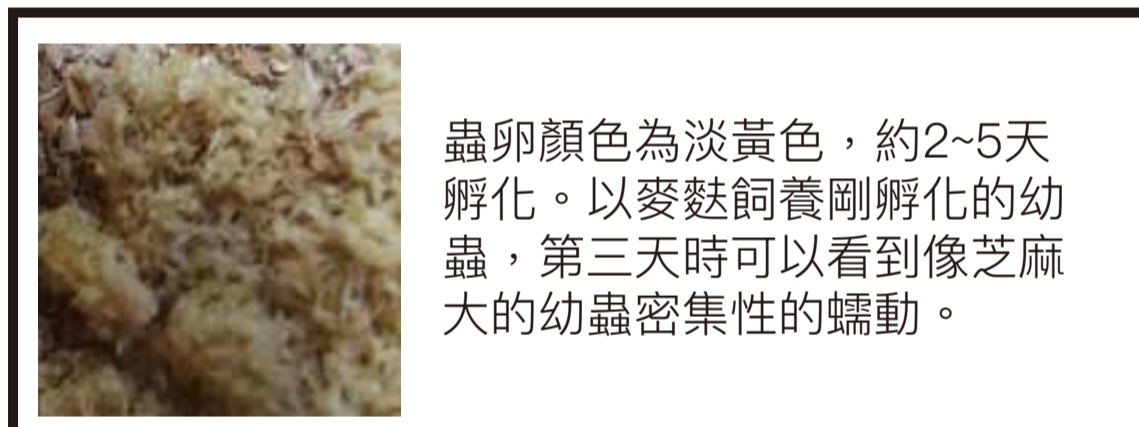 蟲卵顏色為淡黃色，約2~5天
孵化。以麥麩飼養剛孵化的幼
蟲，第三天時可以看到像芝麻
大的幼蟲密集性的蠕動。